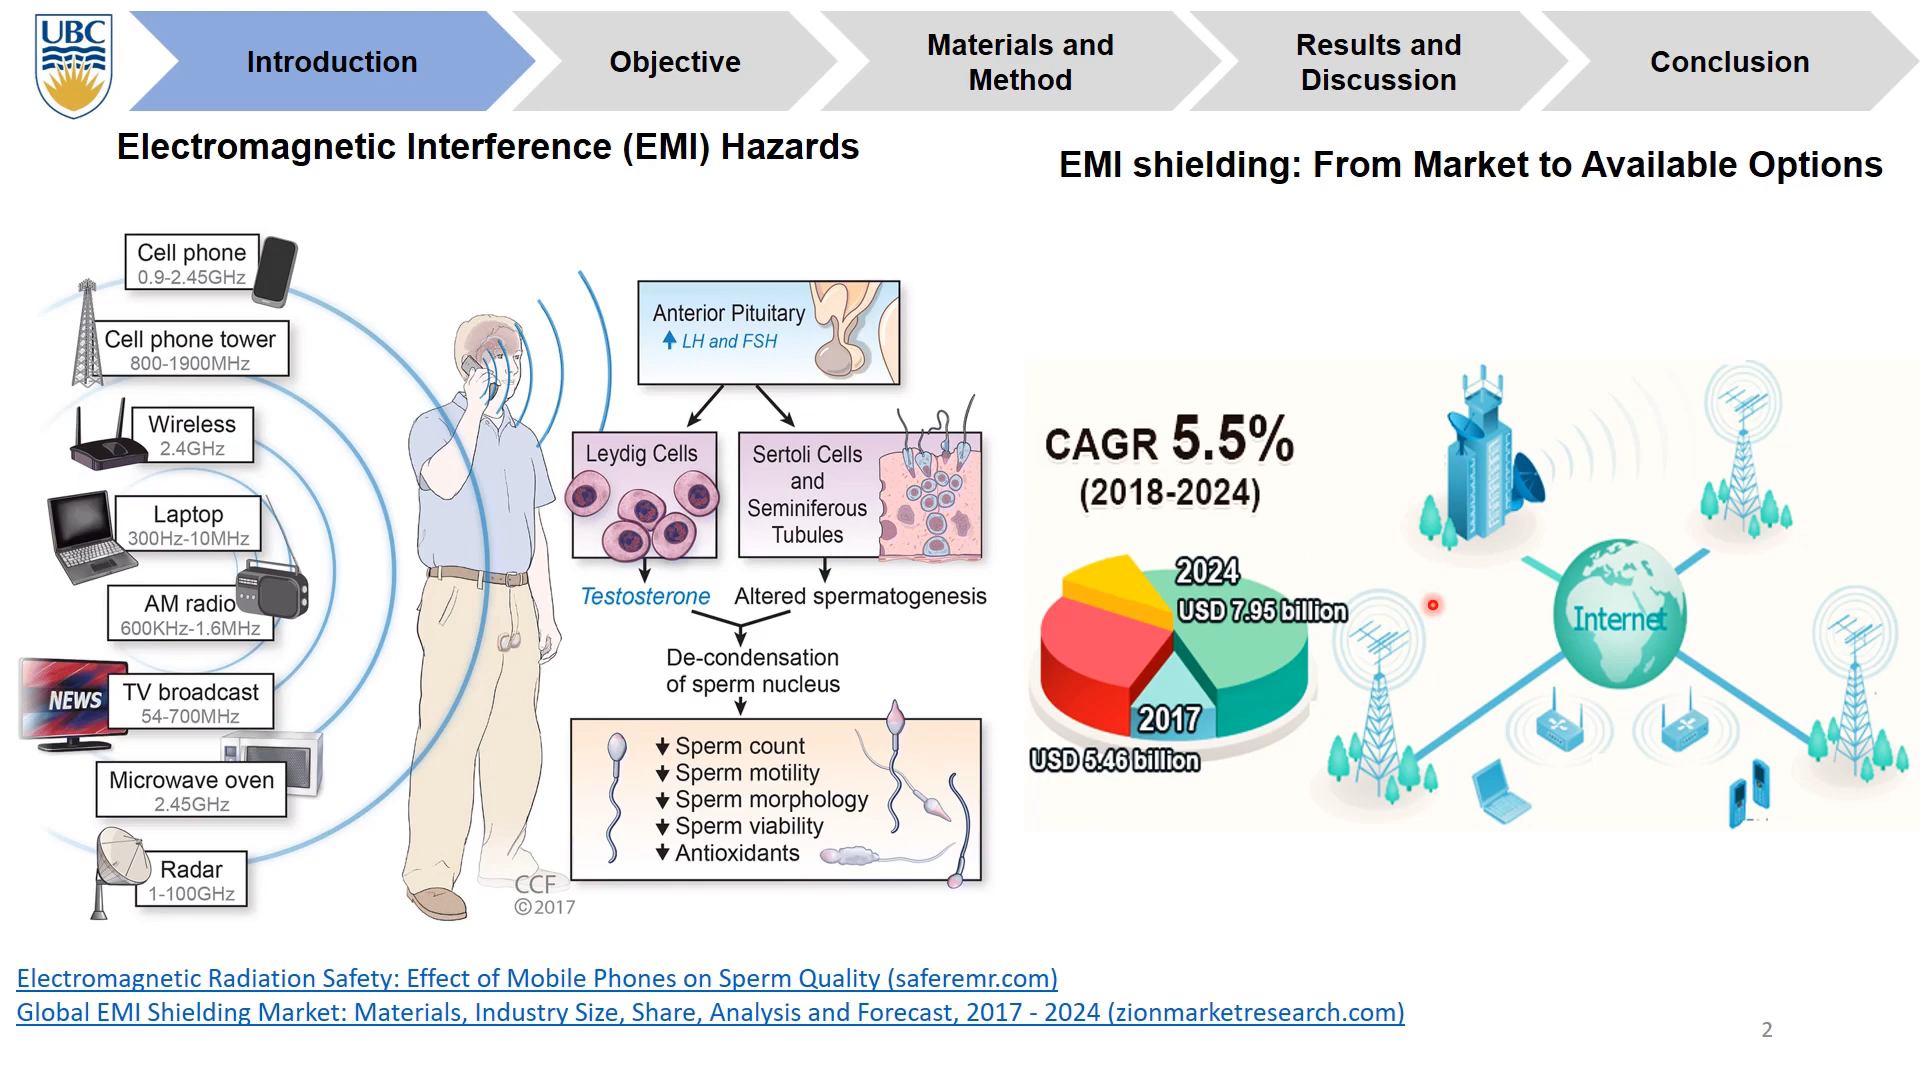 UBC
Introduction
Objective
Materials and
Method
Results and
Discussion
Conclusion
Electromagnetic Interference (EMI) Hazards
EMI shielding: From Market to Available Options
Cell phone
0.9-2.45GHz
Cell phone tower
800-1900MHz
Wireless
2.4GHz
Laptop
300Hz-10MHz
AM radio
600KHz-1.6MHz
NEWS
TV broadcast
54-700MHz
Microwave oven
2.45GHz
Radar
1-100GHz
CCF
©2017
Anterior Pituitary
LH and FSH
Leydig Cells
Sertoli Cells
and
Seminiferous
Tubules
Testosterone
Altered spermatogenesis
De-condensation
of sperm nucleus
Sperm count
Sperm motility
Sperm morphology
Sperm viability
Antioxidants
CAGR 5.5%
(2018-2024)
2024
USD 7.95 billion
2017
USD 5.46 billion
Internet
Electromagnetic Radiation Safety: Effect of Mobile Phones on Sperm Quality (saferemr.com)
Global EMI Shielding Market: Materials, Industry Size, Share, Analysis and Forecast, 2017 - 2024 (zionmarketresearch.com)
2